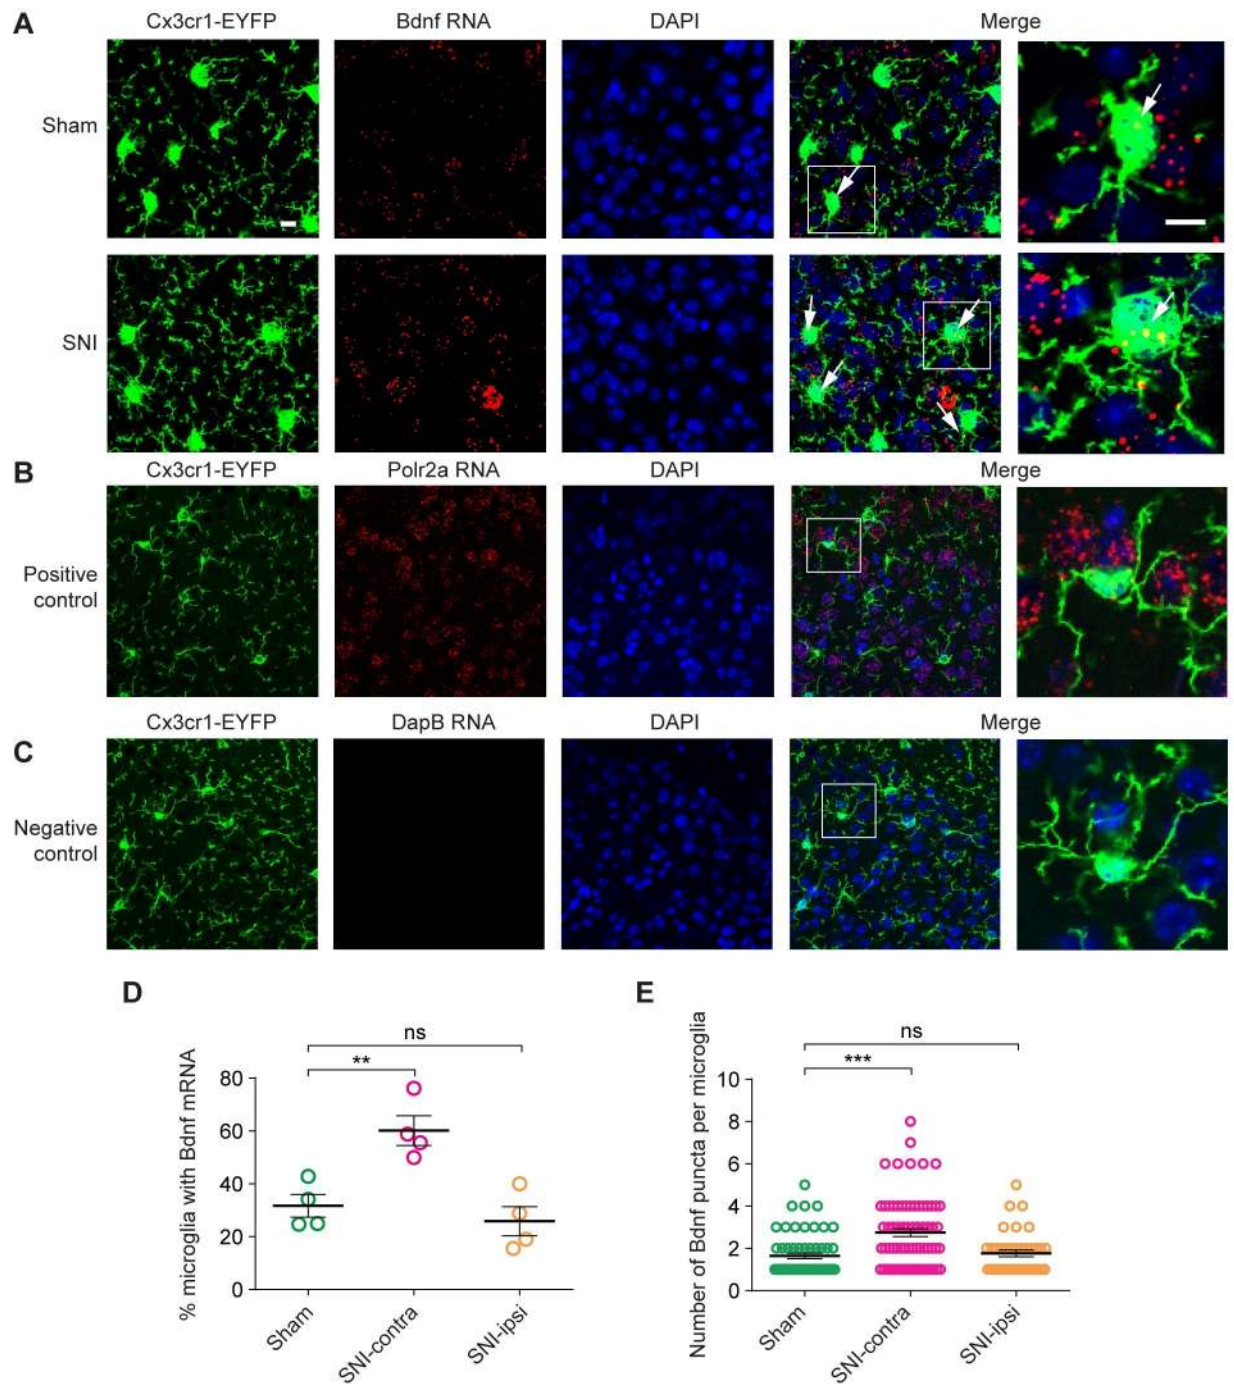 A
Cx3cr1-EYFP
Bdnf RNA
DAPI
Merge
Sham
SNI
B
Cx3cr1-EYFP
Polr2a RNA
DAPI
Merge
Positive
control
Cx3cr1-EYFP
DapB RNA
DAPI
Merge
C
Negative
control
D
% microglia with Bdnf mRNA
ns
**
80
60
40
20
0
Sham
SNI-contra
SNI-ipsi
E
Number of Bdnf puncta per microglia
ns
***
10
8
6
4
2
0
Sham
SNI-contra
SNI-ipsi